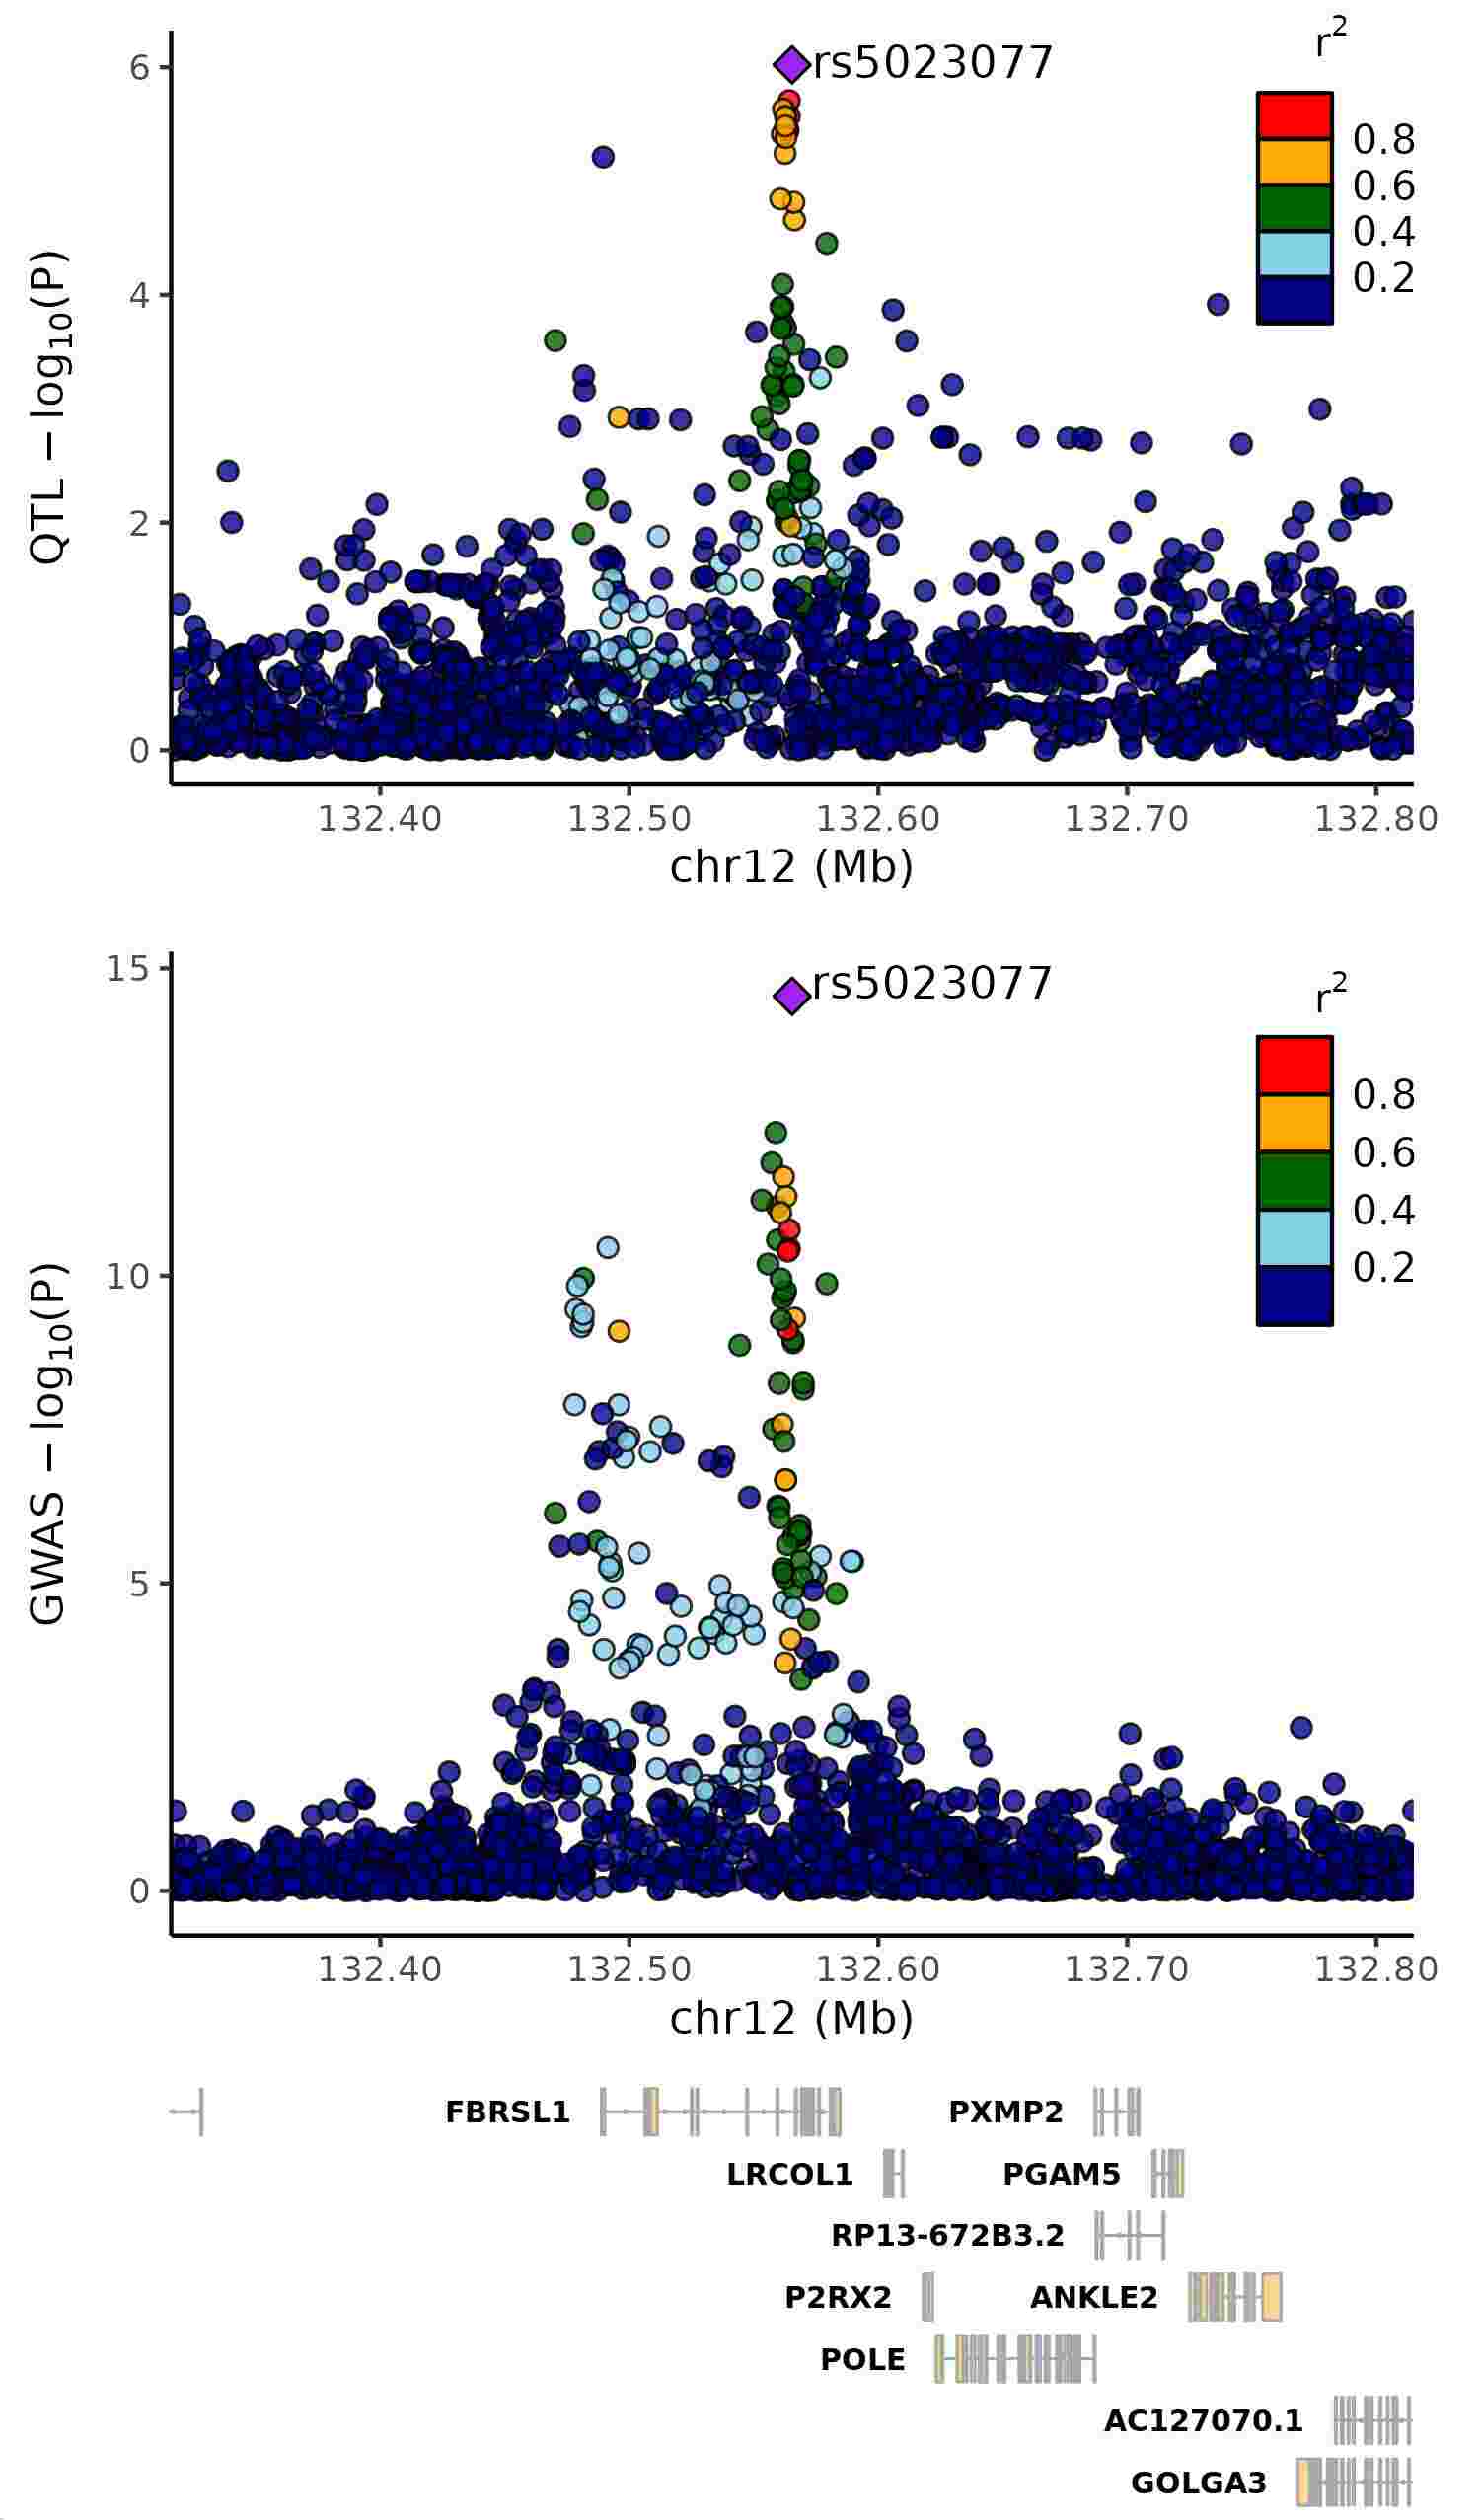 rs5023077
r²
6
4
2
0
0.8
0.6
0.4
0.2
QTL −log₁₀(P)
132.40 132.50 132.60 132.70 132.80
chr12 (Mb)
rs5023077
r²
15
10
5
0
0.8
0.6
0.4
0.2
GWAS −log₁₀(P)
132.40 132.50 132.60 132.70 132.80
chr12 (Mb)
FBRSL1 PXMP2
LRCOL1 PGAM5
RP13-672B3.2
P2RX2 ANKLE2
POLE
AC127070.1
GOLGA3